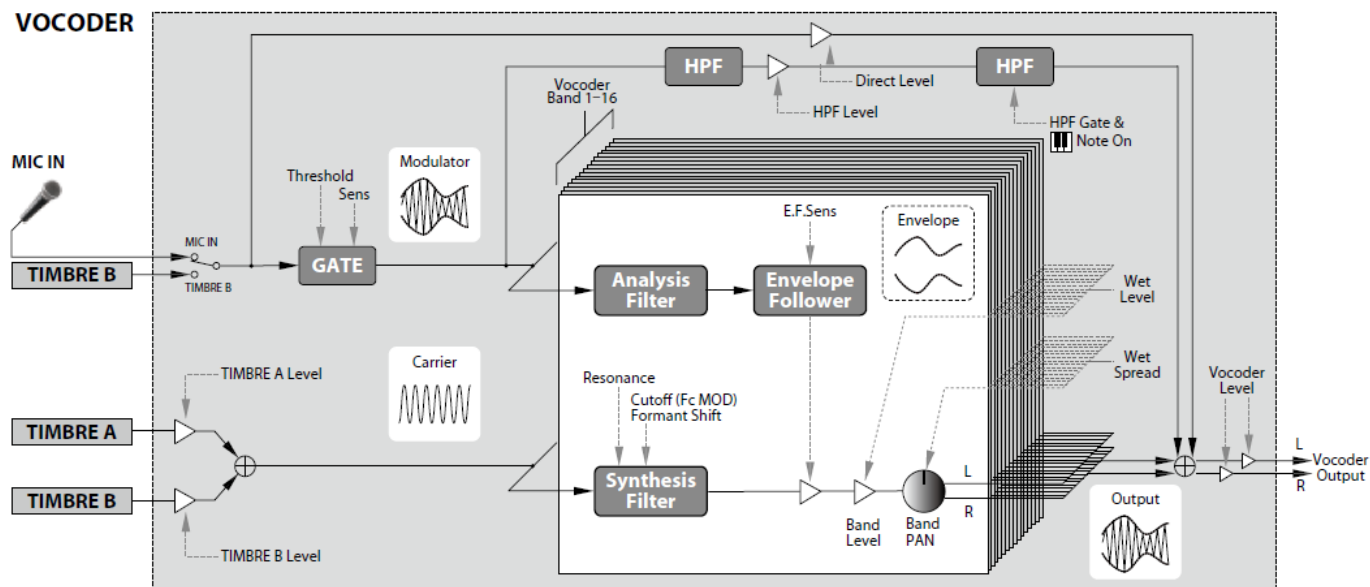 VOCODER
HPF
HPF
Direct Level
HPF Level
Vocoder
Band 1–16
HPF Gate &
Note On
MIC IN
Modulator
Threshold
Sens
E.F.Sens
Envelope
MIC IN
TIMBRE B
TIMBRE B
GATE
Analysis
Filter
Envelope
Follower
Wet
Level
Carrier
TIMBRE A Level
Resonance
Cutoff (Fc MOD)
Formant Shift
Wet
Spread
Vocoder
Level
TIMBRE A
TIMBRE B
Synthesis
Filter
L
R
L
Vocoder
Output
R
Band
Level
Band
PAN
Output
TIMBRE B Level